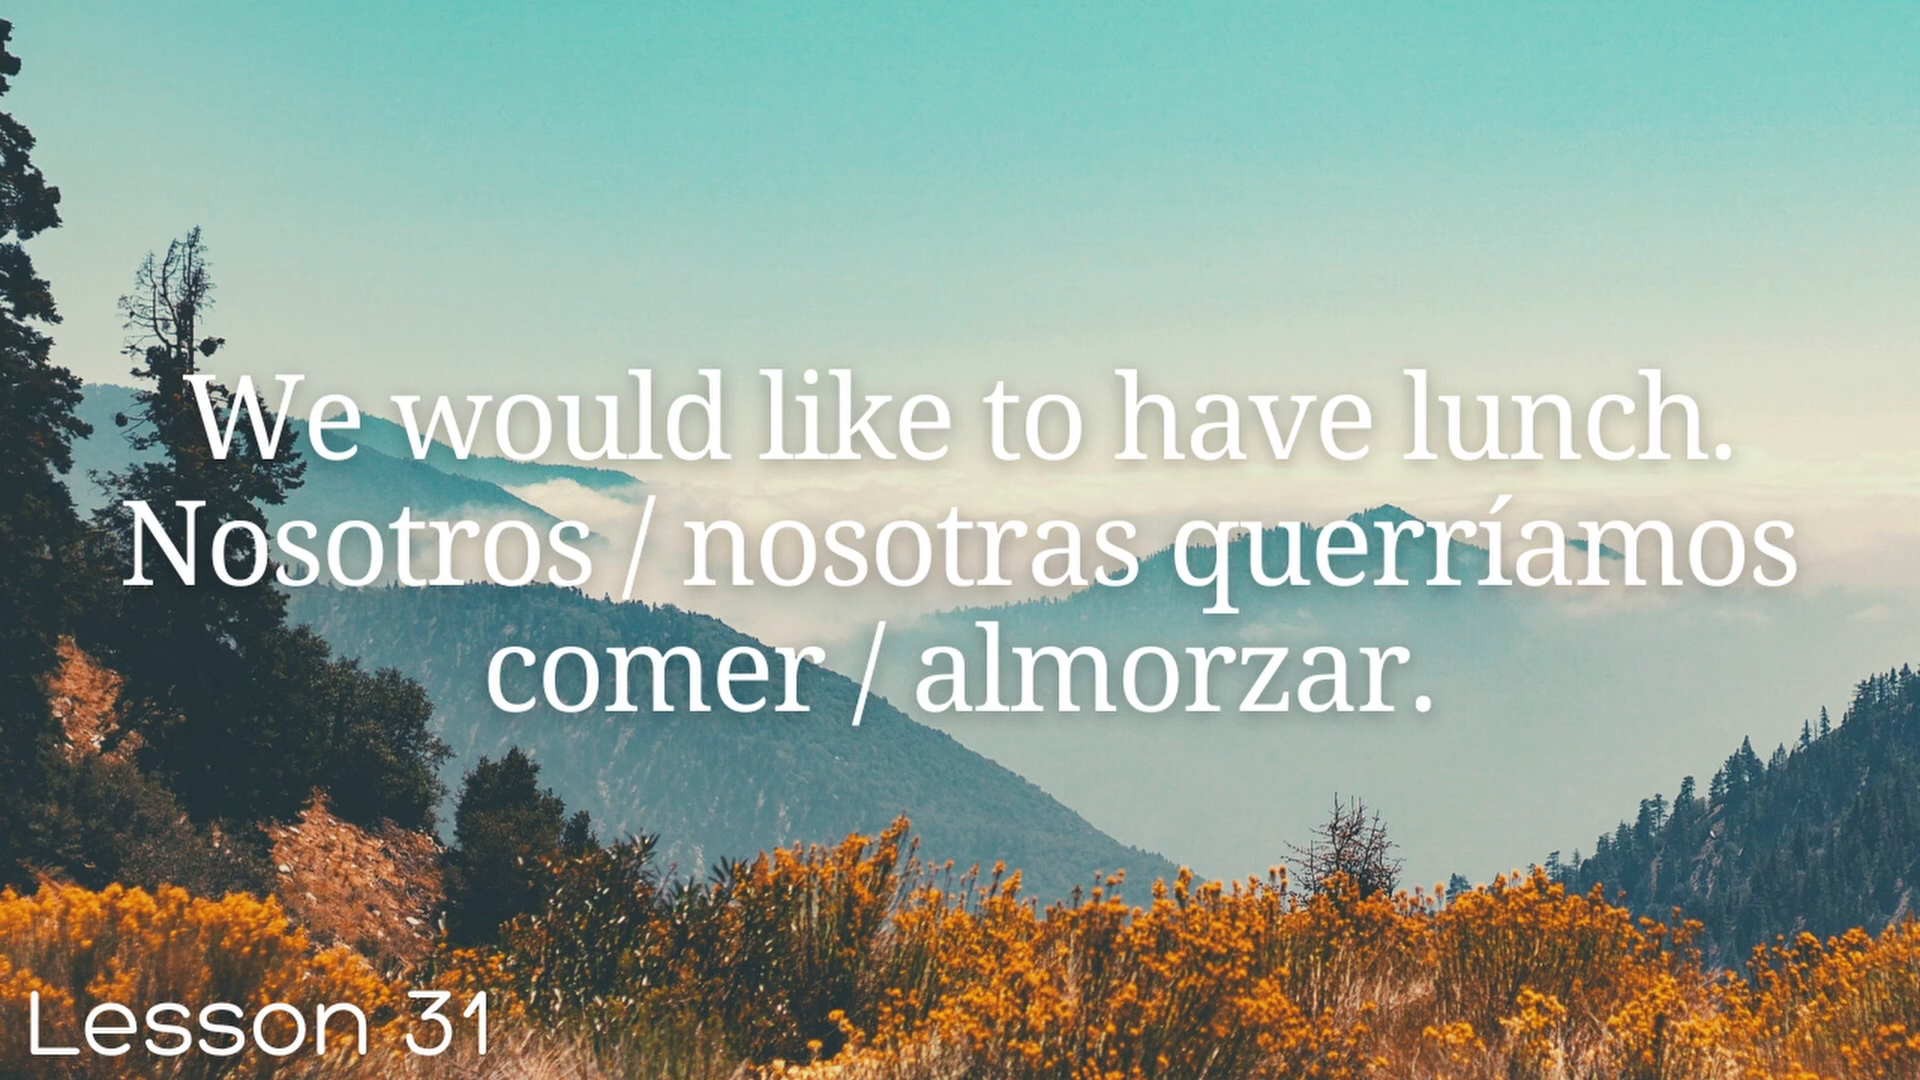 We would like to have lunch.
Nosotros / nosotras querríamos
comer / almorzar.
Lesson 31